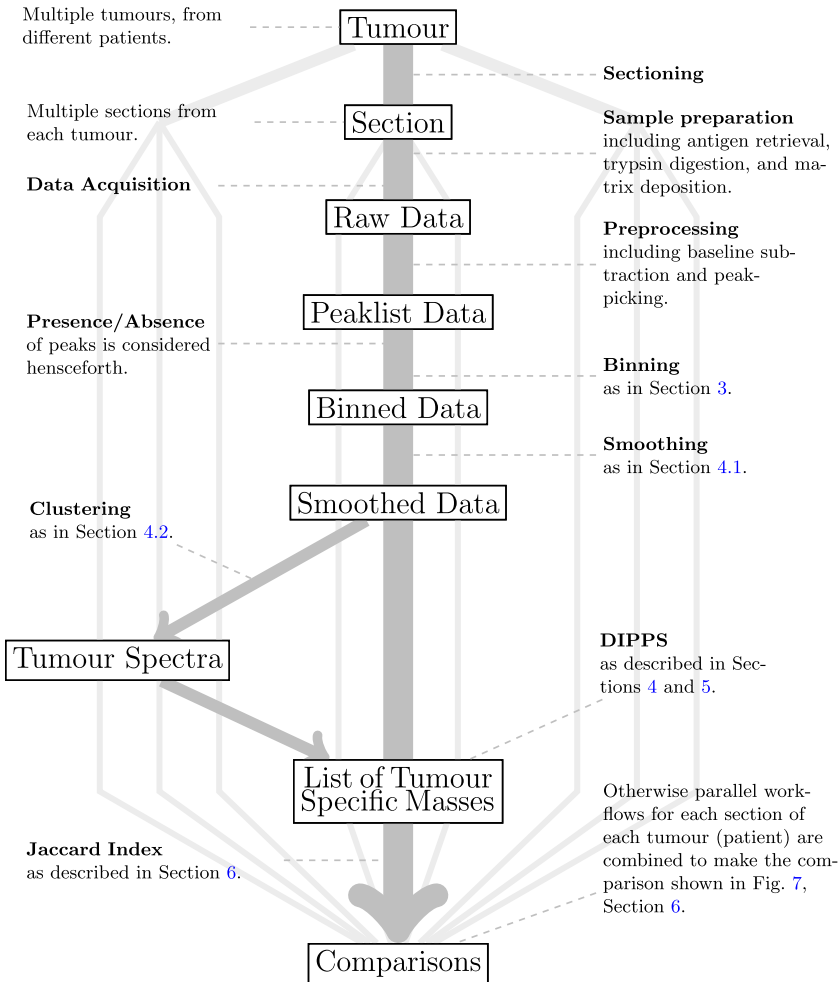 Multiple tumours, from
different patients.
Tumour
Sectioning
Multiple sections from
each tumour.
Section
Sample preparation
including antigen retrieval,
trypsin digestion, and ma-
trix deposition.
Data Acquisition
Raw Data
Preprocessing
including baseline sub-
traction and peak-
picking.
Peaklist Data
Presence/Absence
of peaks is considered
hensceforth.
Binning
as in Section 3.
Binned Data
Smoothing
as in Section 4.1.
Smoothed Data
Clustering
as in Section 4.2.
Tumour Spectra
DIPPS
as described in Sec-
tions 4 and 5.
List of Tumour
Specific Masses
Otherwise parallel work-
flows for each section of
each tumour (patient) are
combined to make the com-
parison shown in Fig. 7,
Section 6.
Jaccard Index
as described in Section 6.
Comparisons